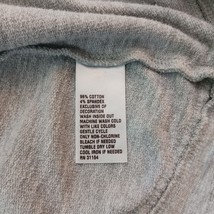 96% COTTON
4% SPANDEX
EXCLUSIVE OF
DECORATION
WASH INSIDE OUT
MACHINE WASH COLD
WITH LIKE COLORS
GENTLE CYCLE
ONLY NON-CHLORINE
BLEACH IF NEEDED
TUMBLE DRY LOW
COOL IRON IF NEEDED
RN 51104